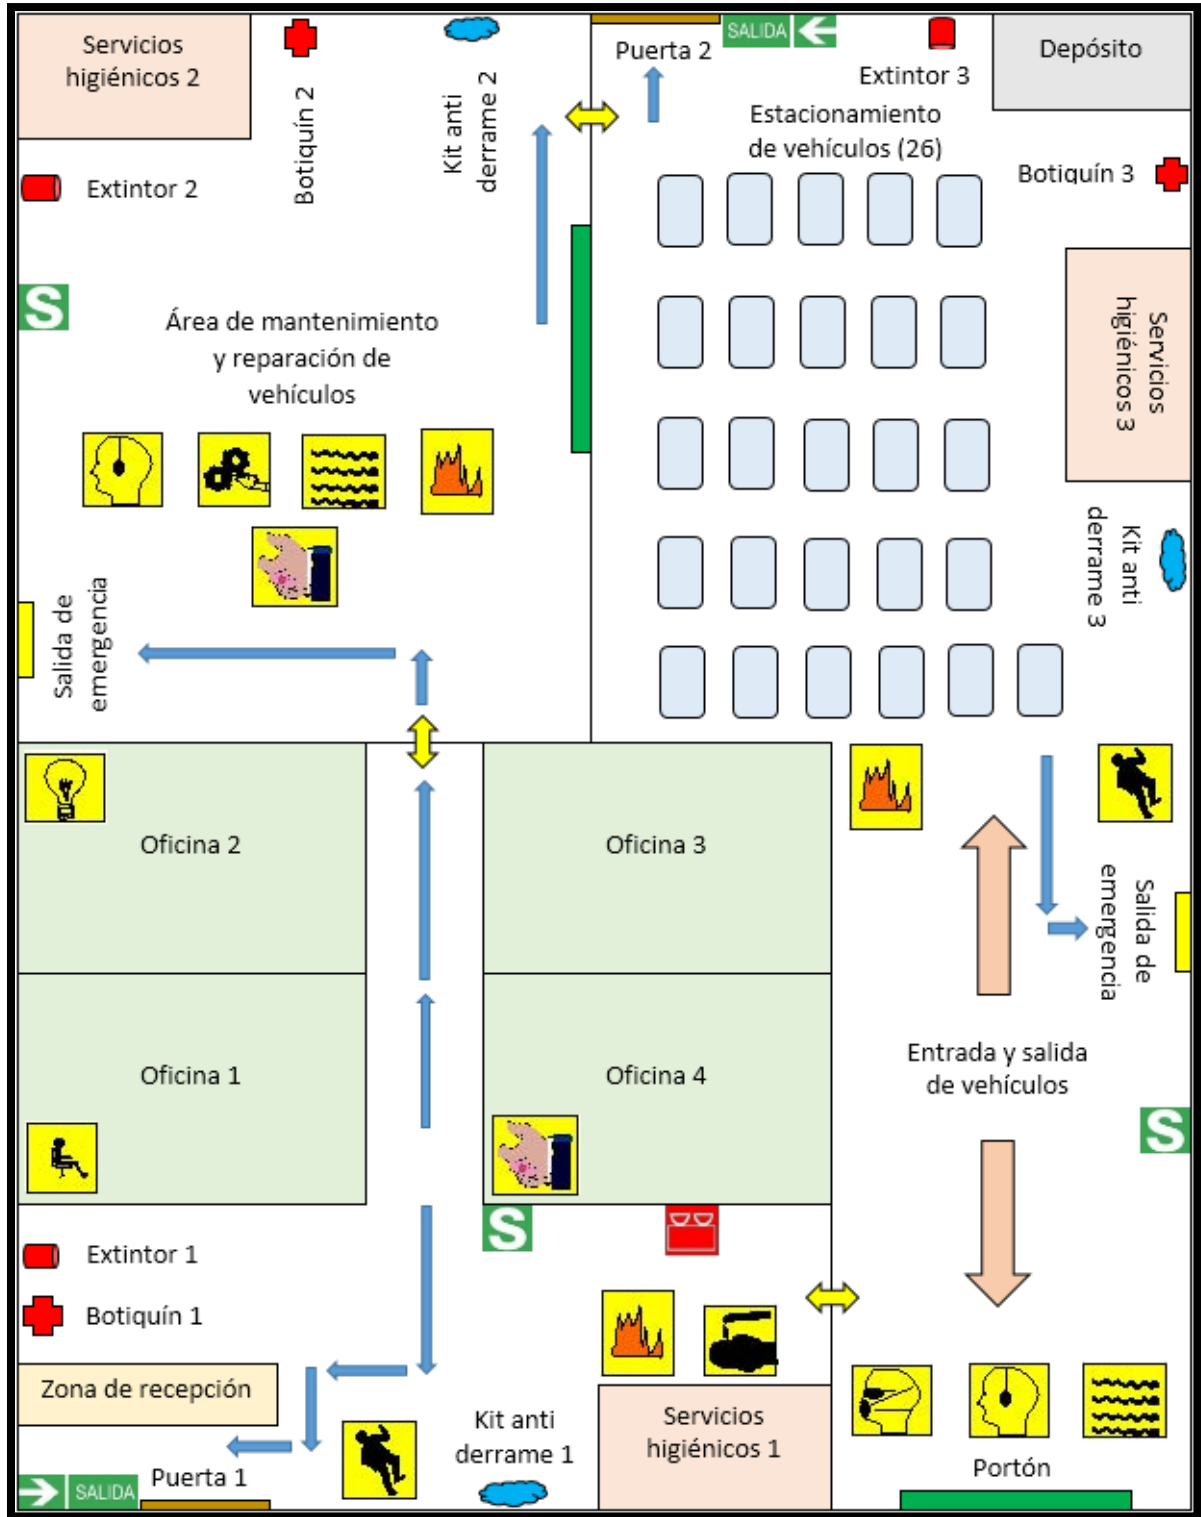 Servicios
higiénicos 2
Botiquín 2
Kit anti
derrame 2
Puerta 2
SALIDA
Extintor 3
Depósito
Estacionamiento
de vehículos (26)
Extintor 2
Botiquín 3
S
Área de mantenimiento
y reparación de
vehículos
Servicios
higiénicos 3
Kit anti
derrame 3
Salida de
emergencia
Oficina 2
Oficina 3
Salida de
emergencia
Oficina 1
Oficina 4
Entrada y salida
de vehículos
S
S
Extintor 1
Botiquín 1
Zona de recepción
Kit anti
derrame 1
Servicios
higiénicos 1
Portón
SALIDA
Puerta 1